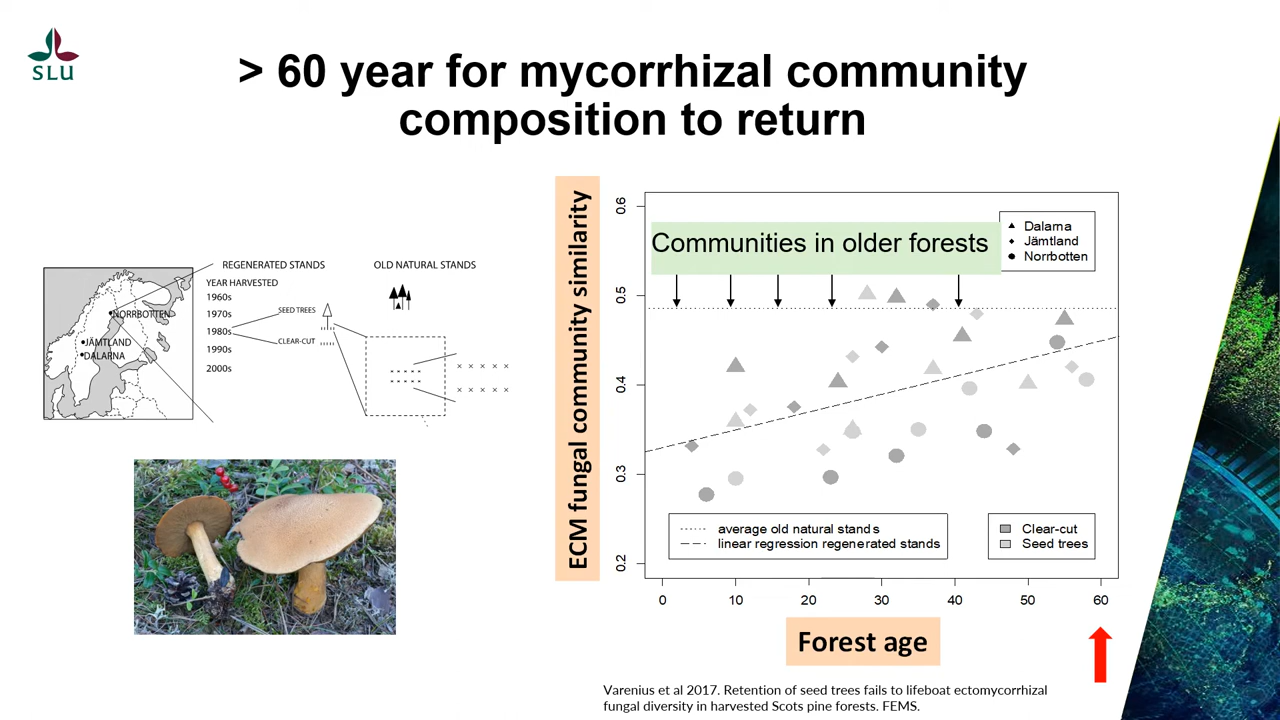 SLU
> 60 year for mycorrhizal community
composition to return
REGENERATED STANDS
OLD NATURAL STANDS
YEAR HARVESTED
1960s
1970s
1980s
1990s
2000s
SEED TREES
CLEAR-CUT
NORRBOTTEN
JÄMTLAND
DALARNA
ECM fungal community similarity
0.6
0.5
0.4
0.3
0.2
Communities in older forests
Dalarna
Jämtland
Norrbotten
average old natural stands
linear regression regenerated stands
Clear-cut
Seed trees
0 10 20 30 40 50 60
Forest age
Varenius et al 2017. Retention of seed trees fails to lifeboat ectomycorrhizal
fungal diversity in harvested Scots pine forests. FEMS.